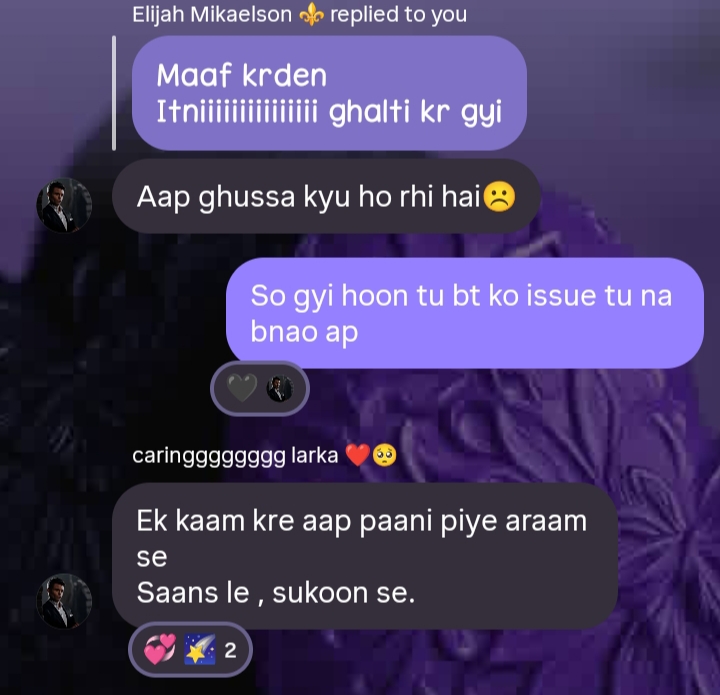 Elijah Mikaelson ⚜️ replied to you
Maaf krden
Itniiiiiiiiiiiiiiii ghalti kr gyi
Aap ghussa kyu ho rhi hai☹️
So gyi hoon tu bt ko issue tu na
bnao ap
caringgggggggg larka ❤️🥺
Ek kaam kre aap paani piye araam
se
Saans le , sukoon se.
2